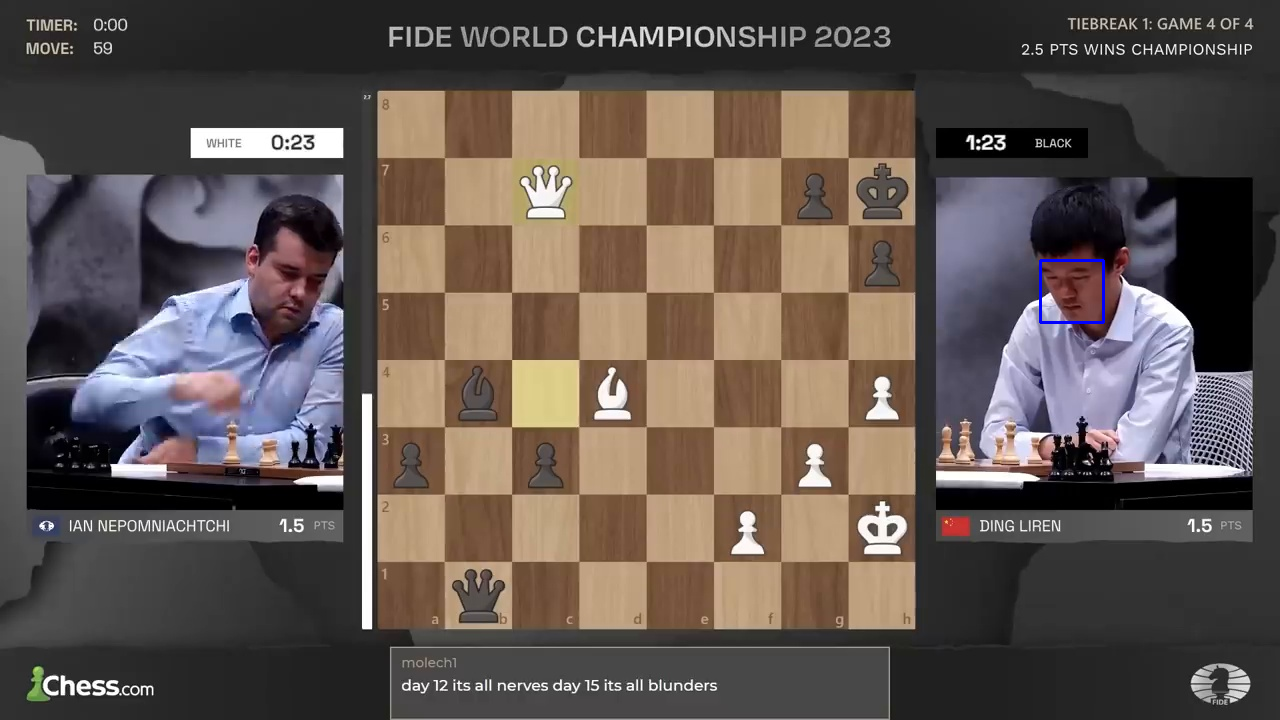 TIMER: 0:00
MOVE: 59
FIDE WORLD CHAMPIONSHIP 2023
TIEBREAK 1: GAME 4 OF 4
2.5 PTS WINS CHAMPIONSHIP
WHITE 0:23
2.7
1:23 BLACK
8
7
6
5
4
3
2
1
a b c d e f g h
IAN NEPOMNIACHTCHI 1.5 PTS
DING LIREN 1.5 PTS
molech1
day 12 its all nerves day 15 its all blunders
Chess.com
FIDE